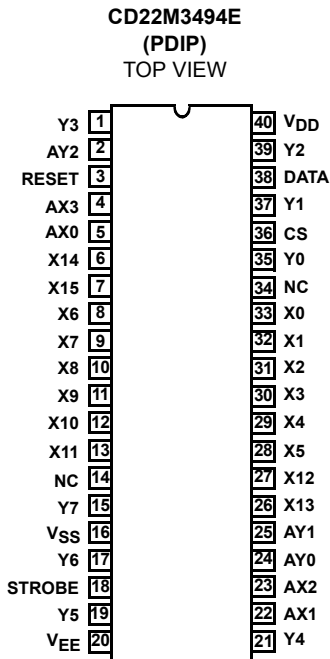 CD22M3494E
(PDIP)
TOP VIEW
Y3 1 40 VDD
AY2 2 39 Y2
RESET 3 38 DATA
AX3 4 37 Y1
AX0 5 36 CS
X14 6 35 Y0
X15 7 34 NC
X6 8 33 X0
X7 9 32 X1
X8 10 31 X2
X9 11 30 X3
X10 12 29 X4
X11 13 28 X5
NC 14 27 X12
Y7 15 26 X13
VSS 16 25 AY1
Y6 17 24 AY0
STROBE 18 23 AX2
Y5 19 22 AX1
VEE 20 21 Y4